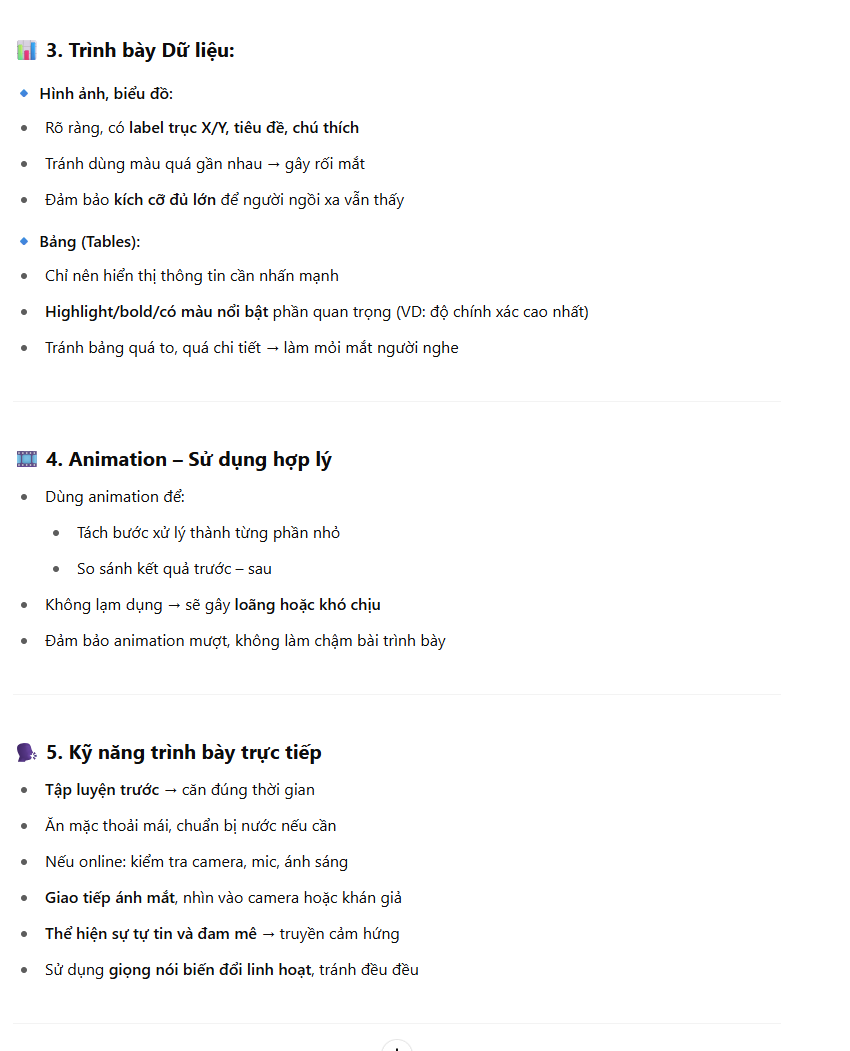 3. Trình bày Dữ liệu:
Hình ảnh, biểu đồ:
Rõ ràng, có label trục X/Y, tiêu đề, chú thích
Tránh dùng màu quá gần nhau → gây rối mắt
Đảm bảo kích cỡ đủ lớn để người ngồi xa vẫn thấy
Bảng (Tables):
Chỉ nên hiển thị thông tin cần nhấn mạnh
Highlight/bold/có màu nổi bật phần quan trọng (VD: độ chính xác cao nhất)
Tránh bảng quá to, quá chi tiết → làm mỏi mắt người nghe
4. Animation – Sử dụng hợp lý
Dùng animation để:
Tách bước xử lý thành từng phần nhỏ
So sánh kết quả trước – sau
Không lạm dụng → sẽ gây loãng hoặc khó chịu
Đảm bảo animation mượt, không làm chậm bài trình bày
5. Kỹ năng trình bày trực tiếp
Tập luyện trước → căn đúng thời gian
Ăn mặc thoải mái, chuẩn bị nước nếu cần
Nếu online: kiểm tra camera, mic, ánh sáng
Giao tiếp ánh mắt, nhìn vào camera hoặc khán giả
Thể hiện sự tự tin và đam mê → truyền cảm hứng
Sử dụng giọng nói biến đổi linh hoạt, tránh đều đều